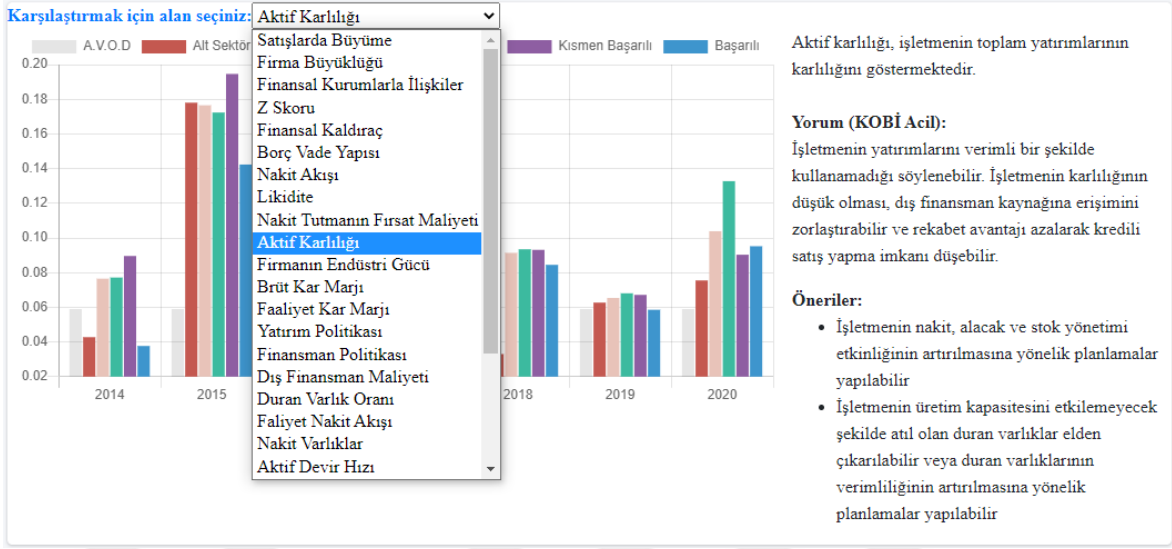 Karşılaştırmak için alan seçiniz: Aktif Karlılığı
Satışlarda Büyüme
Firma Büyüklüğü
Finansal Kurumlarla İlişkiler
Z Skoru
Finansal Kaldıraç
Borç Vade Yapısı
Nakit Akışı
Likidite
Nakit Tutmanın Fırsat Maliyeti
Aktif Karlılığı
Firmanın Endüstri Gücü
Brüt Kar Marjı
Faaliyet Kar Marjı
Yatırım Politikası
Finansman Politikası
Dış Finansman Maliyeti
Duran Varlık Oranı
Faliyet Nakit Akışı
Nakit Varlıklar
Aktif Devir Hızı
A.V.O.D Alt Sektör Kısmen Başarılı Başarılı
0.20
0.18
0.16
0.14
0.12
0.10
0.08
0.06
0.04
0.02
2014 2015 2018 2019 2020
Aktif karlılığı, işletmenin toplam yatırımlarının
karlılığını göstermektedir.
Yorum (KOBİ Acil):
İşletmenin yatırımlarını verimli bir şekilde
kullanamadığı söylenebilir. İşletmenin karlılığının
düşük olması, dış finansman kaynağına erişimini
zorlaştırabilir ve rekabet avantajı azalarak kredili
satış yapma imkanı düşebilir.
Öneriler:
• İşletmenin nakit, alacak ve stok yönetimi
etkinliğinin artırılmasına yönelik planlamalar
yapılabilir
• İşletmenin üretim kapasitesini etkilemeyecek
şekilde atıl olan duran varlıklar elden
çıkarılabilir veya duran varlıklarının
verimliliğinin artırılmasına yönelik
planlamalar yapılabilir